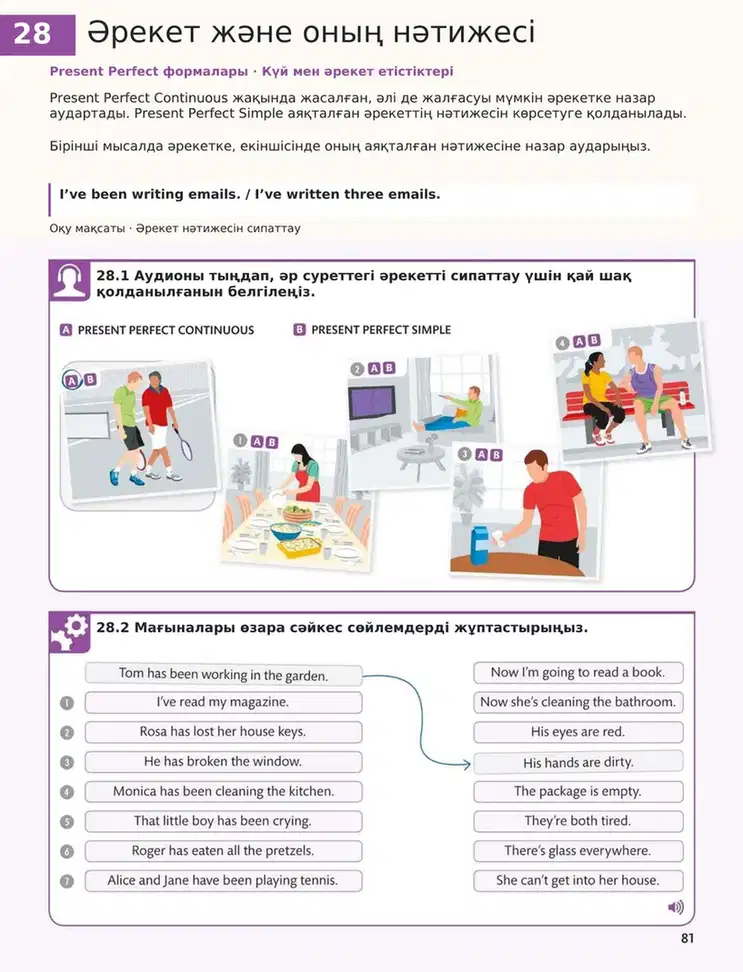 28 Әрекет және оның нәтижесі
Present Perfect формалары · Күй мен әрекет етістіктері
Present Perfect Continuous жақында жасалған, әлі де жалғасуы мүмкін әрекетке назар
аудартады. Present Perfect Simple аяқталған әрекеттің нәтижесін көрсетуге қолданылады.
Бірінші мысалда әрекетке, екіншісінде оның аяқталған нәтижесіне назар аударыңыз.
I've been writing emails. / I've written three emails.
Оқу мақсаты · Әрекет нәтижесін сипаттау
28.1 Аудионы тыңдап, әр суреттегі әрекетті сипаттау үшін қай шақ
қолданылғанын белгілеңіз.
A PRESENT PERFECT CONTINUOUS B PRESENT PERFECT SIMPLE
A B
1 A B
2 A B
3 A B
4 A B
28.2 Мағыналары өзара сәйкес сөйлемдерді жұптастырыңыз.
Tom has been working in the garden. Now I'm going to read a book.
1 I've read my magazine. Now she's cleaning the bathroom.
2 Rosa has lost her house keys. His eyes are red.
3 He has broken the window. His hands are dirty.
4 Monica has been cleaning the kitchen. The package is empty.
5 That little boy has been crying. They're both tired.
6 Roger has eaten all the pretzels. There's glass everywhere.
7 Alice and Jane have been playing tennis. She can't get into her house.
81